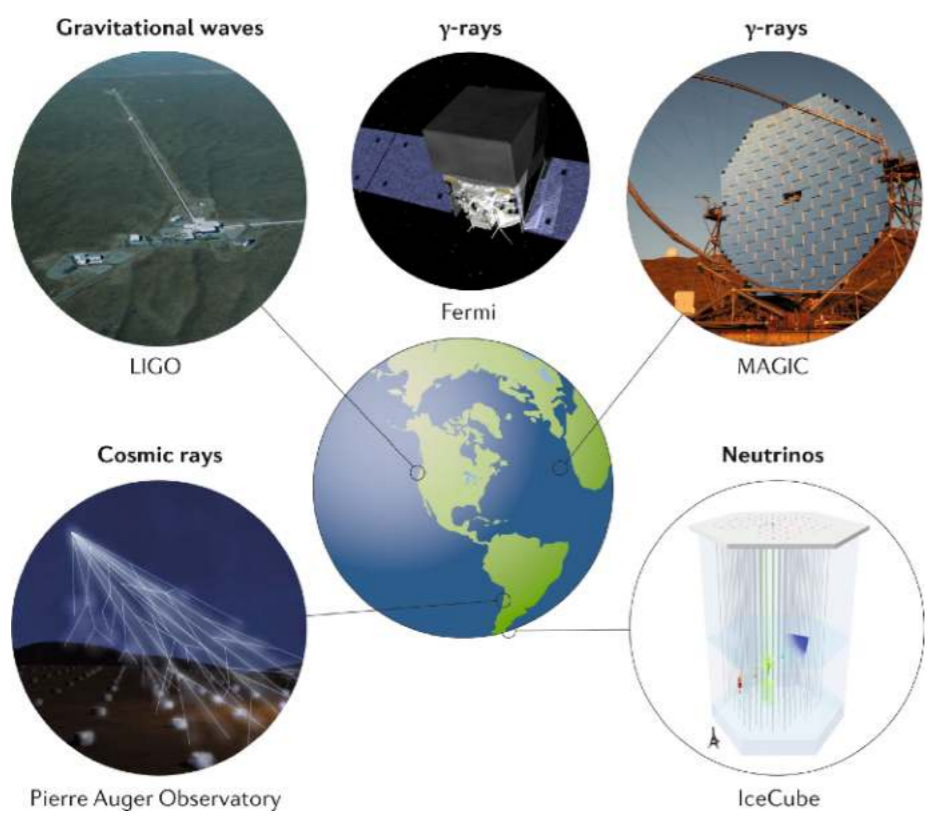 Gravitational waves
γ-rays
γ-rays
LIGO
Fermi
MAGIC
Cosmic rays
Neutrinos
Pierre Auger Observatory
IceCube